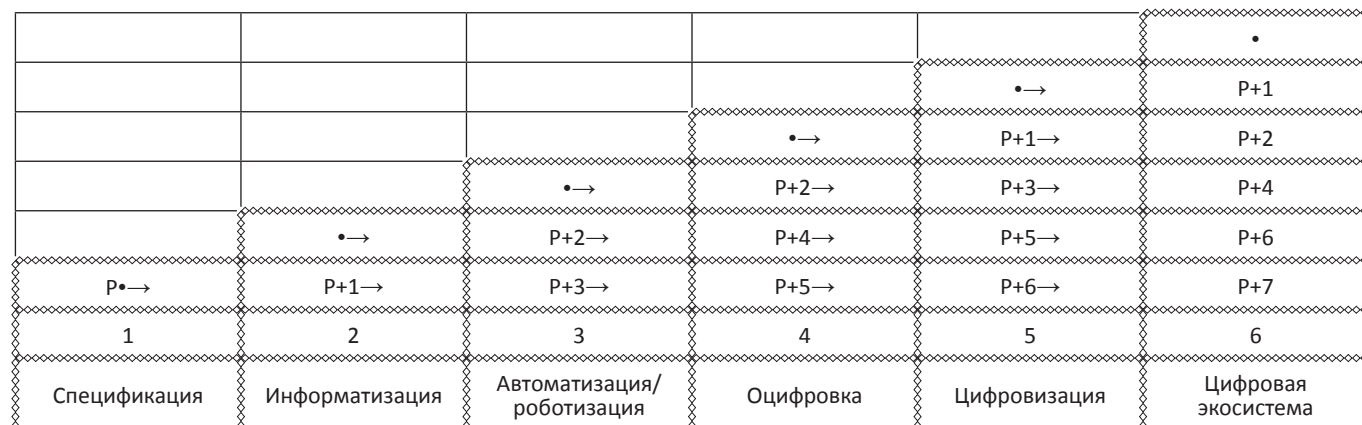 •
•→ P+1
•→ P+1→ P+2
•→ P+2→ P+3→ P+4
•→ P+2→ P+4→ P+5→ P+6
P•→ P+1→ P+3→ P+5→ P+6→ P+7
1 2 3 4 5 6
Спецификация Информатизация Автоматизация/ Оцифровка Цифровизация Цифровая
роботизация экосистема